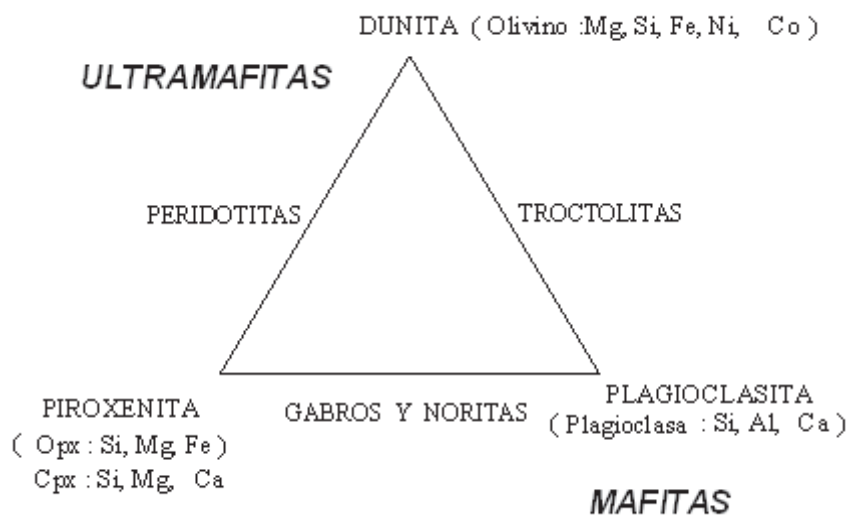 DUNITA ( Olivino :Mg, Si, Fe, Ni, Co )
ULTRAMAFITAS
PERIDOTITAS
TROCTOLITAS
PIROXENITA
( Opx : Si, Mg, Fe )
Cpx : Si, Mg, Ca
GABROS Y NORITAS
PLAGIOCLASITA
( Plagioclasa : Si, Al, Ca )
MAFITAS